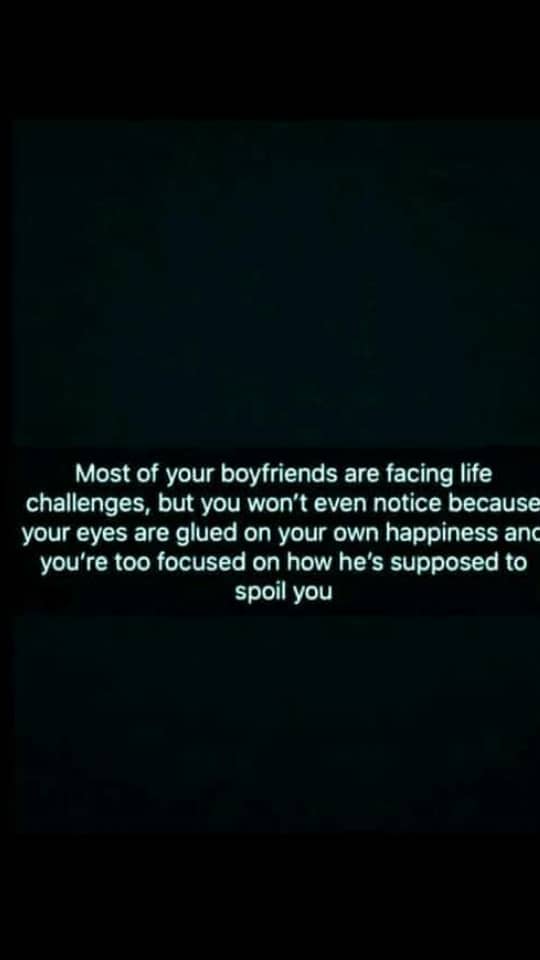 Most of your boyfriends are facing life
challenges, but you won't even notice because
your eyes are glued on your own happiness and
you're too focused on how he's supposed to
spoil you